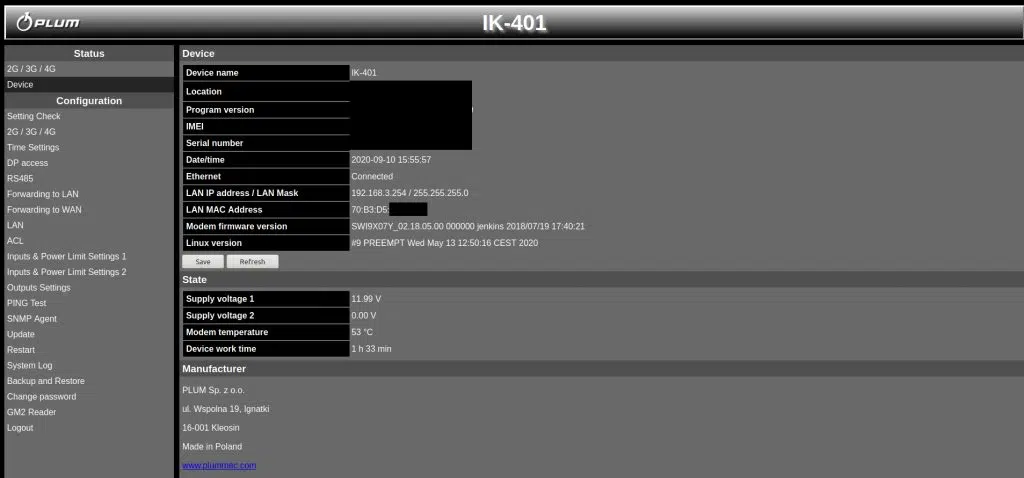 PLUM
IK-401
Status
2G / 3G / 4G
Device
Configuration
Setting Check
2G / 3G / 4G
Time Settings
DP access
RS485
Forwarding to LAN
Forwarding to WAN
LAN
ACL
Inputs & Power Limit Settings 1
Inputs & Power Limit Settings 2
Outputs Settings
PING Test
SNMP Agent
Update
Restart
System Log
Backup and Restore
Change password
GM2 Reader
Logout
Device
Device name IK-401
Location
Program version
IMEI
Serial number
Date/time 2020-09-10 15:55:57
Ethernet Connected
LAN IP address / LAN Mask 192.168.3.254 / 255.255.255.0
LAN MAC Address 70:B3:D5:
Modem firmware version SWI9X07Y_02.18.05.00 000000 jenkins 2018/07/19 17:40:21
Linux version #9 PREEMPT Wed May 13 12:50:16 CEST 2020
Save Refresh
State
Supply voltage 1 11.99 V
Supply voltage 2 0.00 V
Modem temperature 53 °C
Device work time 1 h 33 min
Manufacturer
PLUM Sp. z o.o.
ul. Wspolna 19, Ignatki
16-001 Kleosin
Made in Poland
www.plummac.com